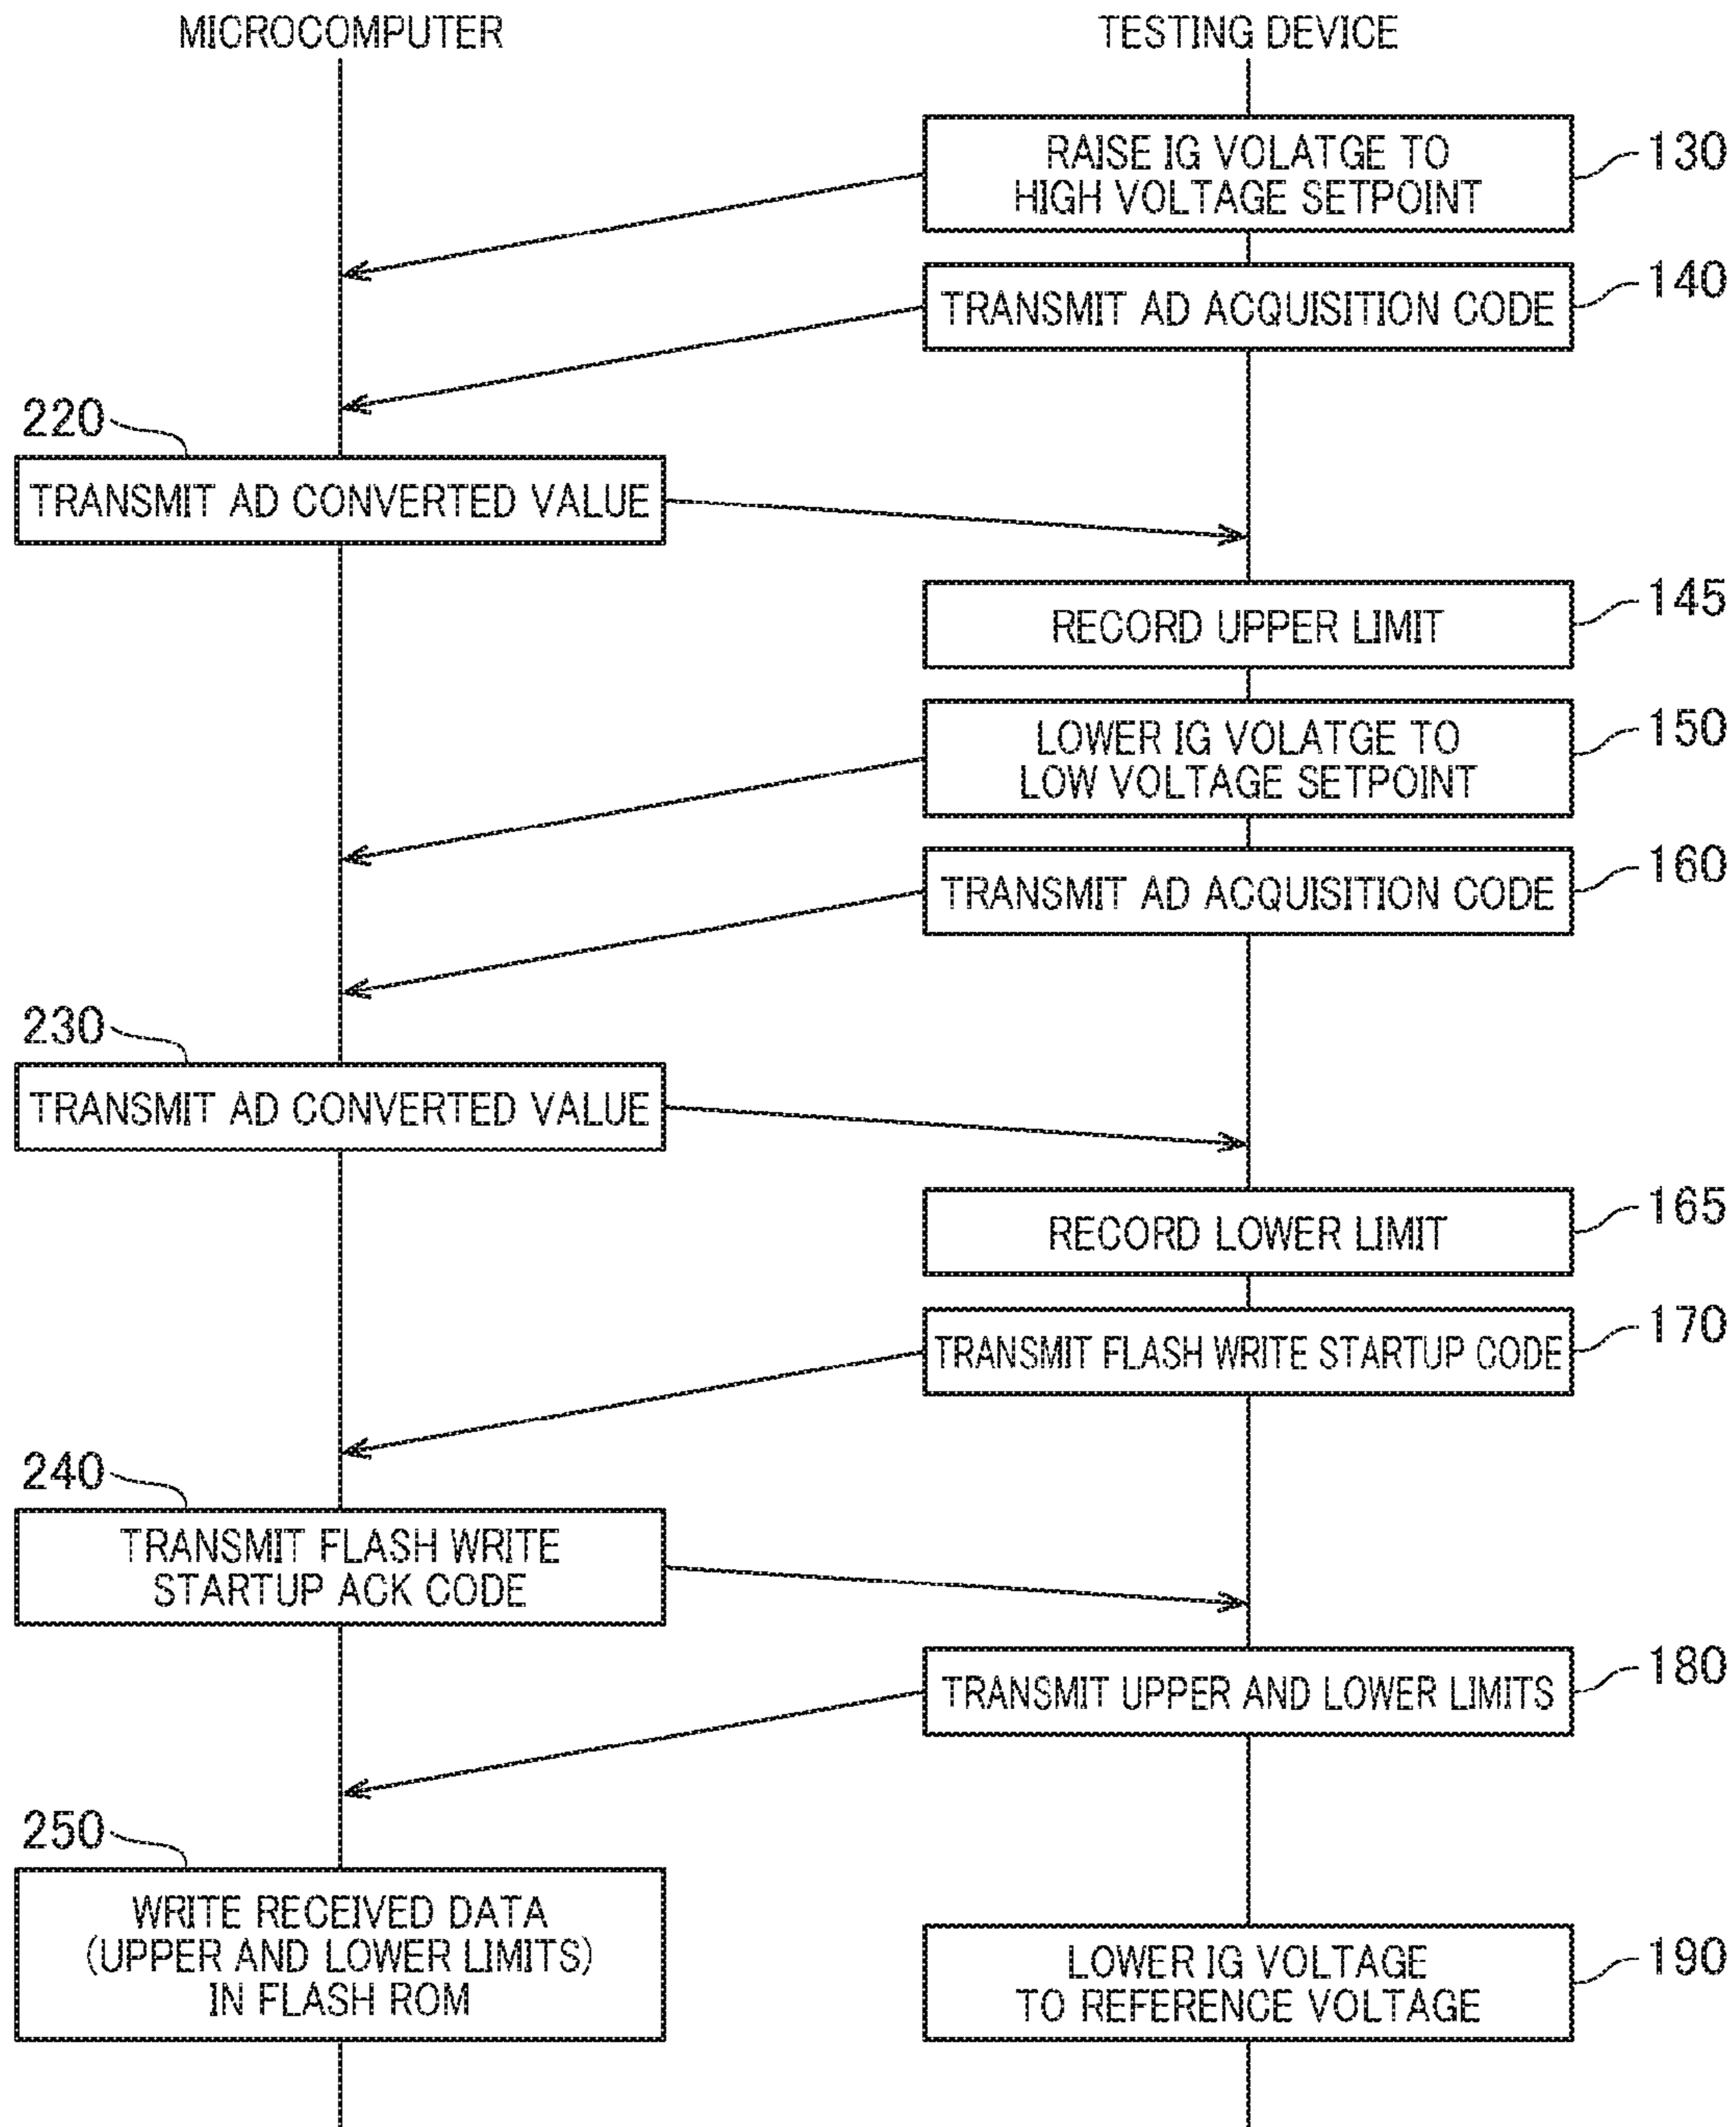 MICROCOMPUTER
TESTING DEVICE
RAISE IG VOLATGE TO
HIGH VOLTAGE SETPOINT
130
TRANSMIT AD ACQUISITION CODE
140
220
TRANSMIT AD CONVERTED VALUE
RECORD UPPER LIMIT
145
LOWER IG VOLATGE TO
LOW VOLTAGE SETPOINT
150
TRANSMIT AD ACQUISITION CODE
160
230
TRANSMIT AD CONVERTED VALUE
RECORD LOWER LIMIT
165
TRANSMIT FLASH WRITE STARTUP CODE
170
240
TRANSMIT FLASH WRITE
STARTUP ACK CODE
TRANSMIT UPPER AND LOWER LIMITS
180
250
WRITE RECEIVED DATA
(UPPER AND LOWER LIMITS)
IN FLASH ROM
LOWER IG VOLTAGE
TO REFERENCE VOLTAGE
190